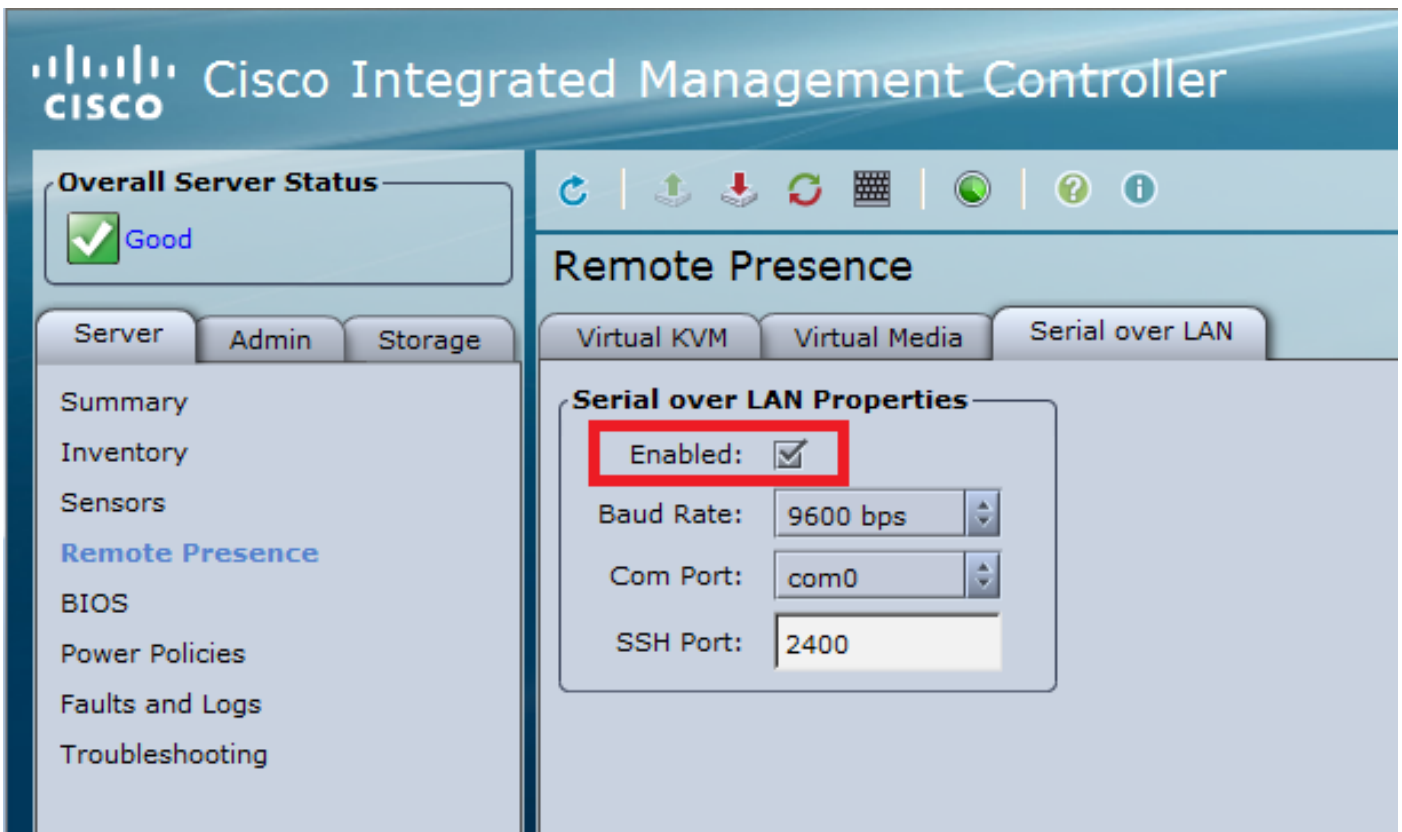 CISCO
Cisco Integrated Management Controller
Overall Server Status
Good
Server
Admin
Storage
Summary
Inventory
Sensors
Remote Presence
BIOS
Power Policies
Faults and Logs
Troubleshooting
Remote Presence
Virtual KVM
Virtual Media
Serial over LAN
Serial over LAN Properties
Enabled:
Baud Rate: 9600 bps
Com Port: com0
SSH Port: 2400